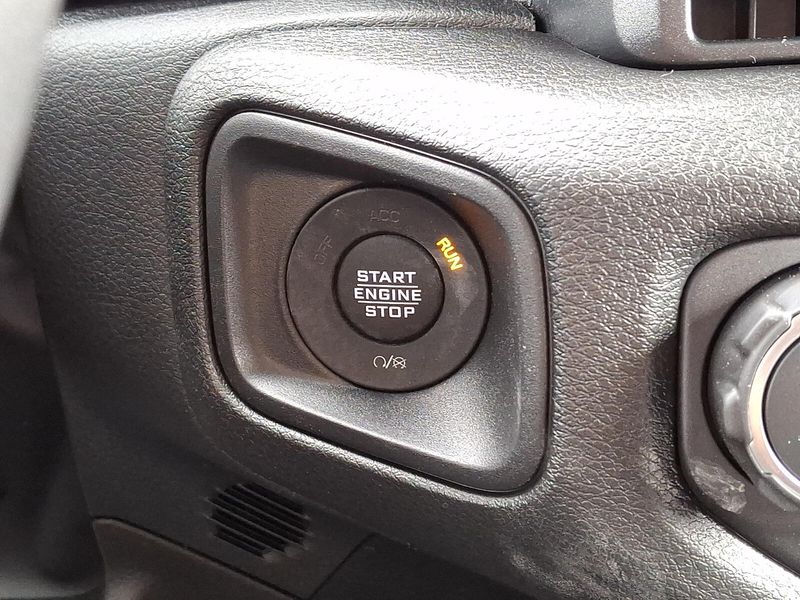 ACC
OFF
RUN
START
ENGINE
STOP